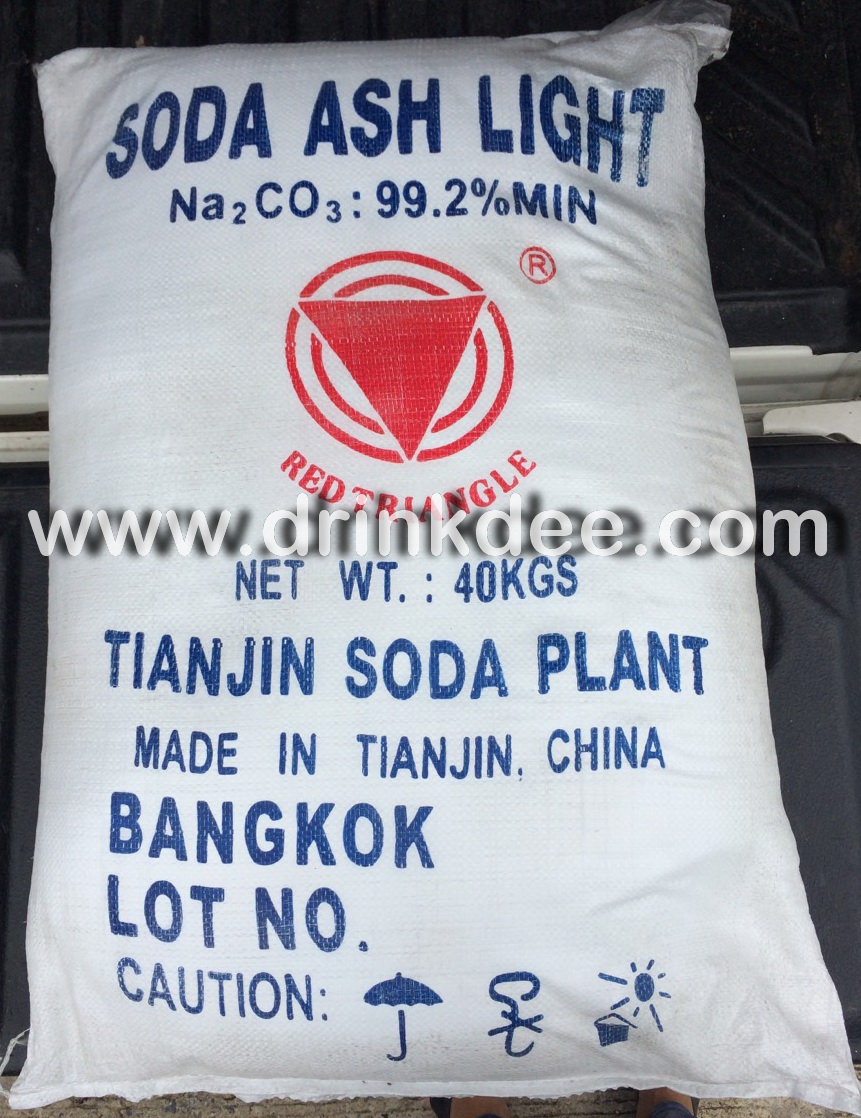 SODA ASH LIGHT
Na₂CO₃: 99.2%MIN
®
RED TRIANGLE
www.drinkdee.com
NET WT.: 40KGS
TIANJIN SODA PLANT
MADE IN TIANJIN, CHINA
BANGKOK
LOT NO.
CAUTION: